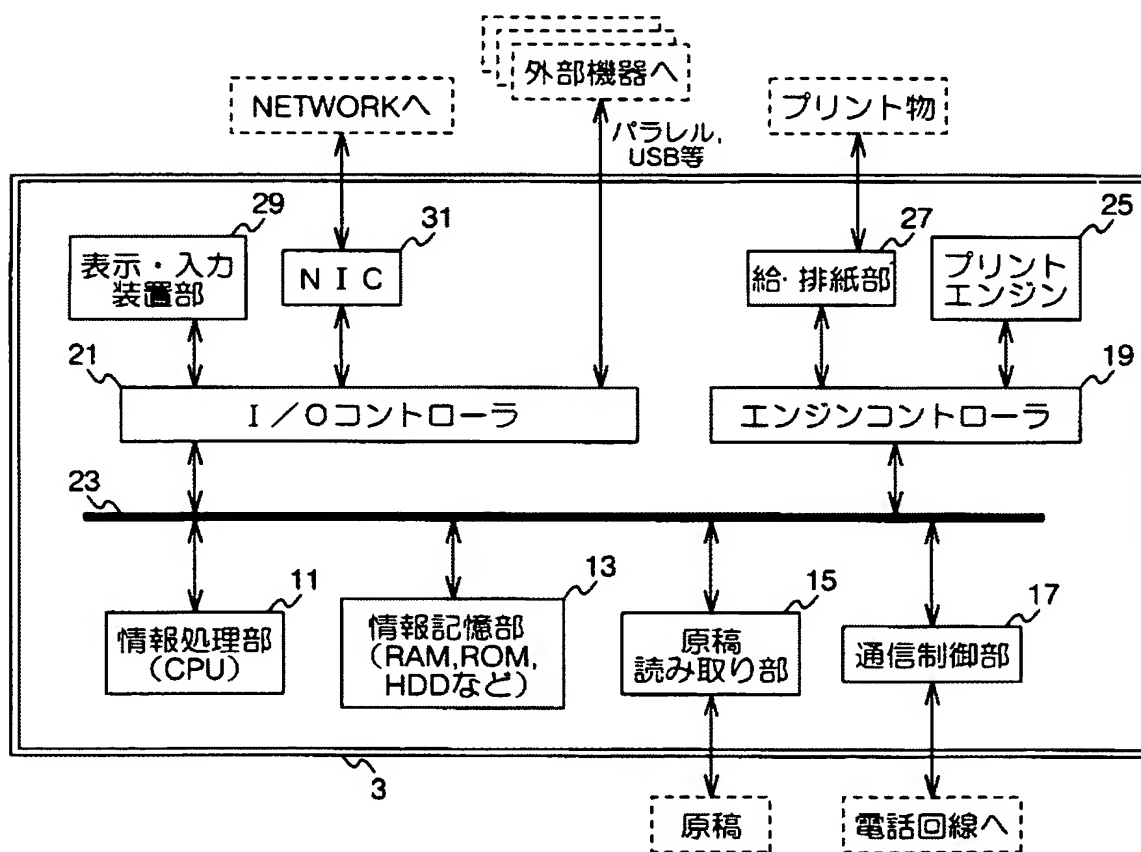 外部機器へ
NETWORKへ
プリント物
パラレル,
USB等
29
31
27
25
表示・入力
装置部
NIC
給・排紙部
プリント
エンジン
21
19
I/Oコントローラ
エンジンコントローラ
23
11
13
15
17
情報処理部
(CPU)
情報記憶部
(RAM,ROM,
HDDなど)
原稿
読み取り部
通信制御部
3
原稿
電話回線へ